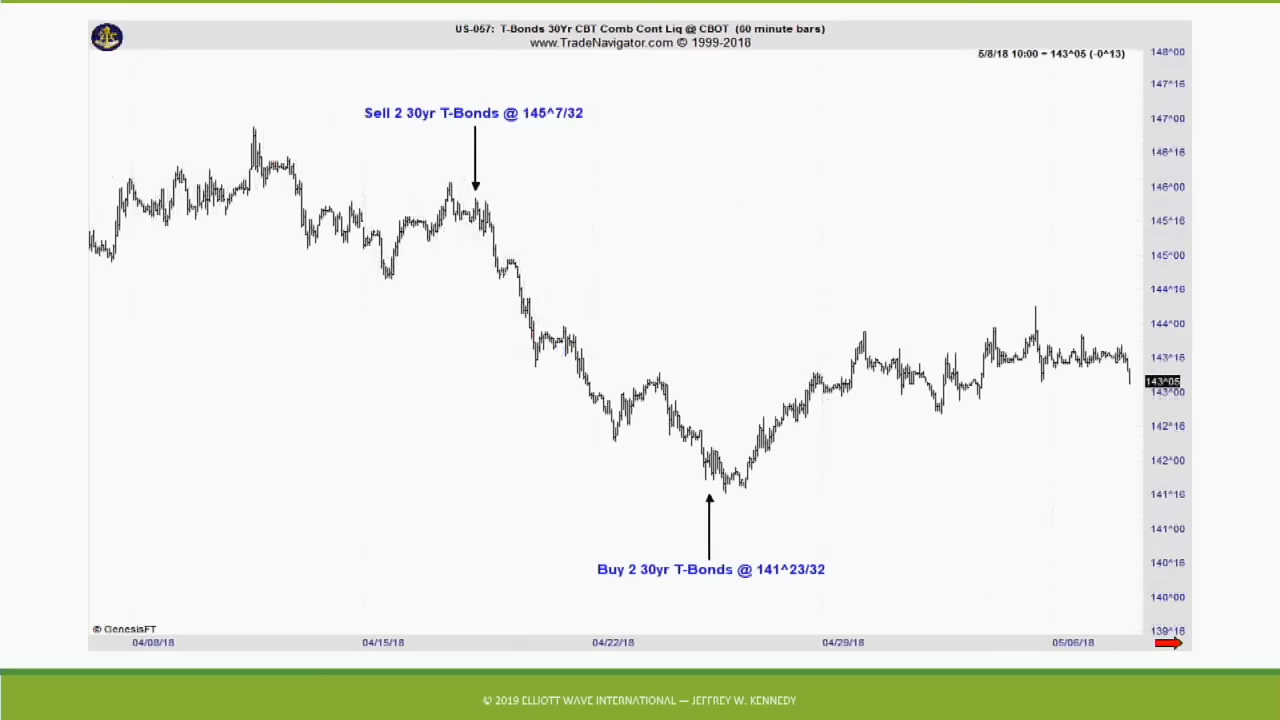 US-057: T-Bonds 30Yr CBT Comb Cont Liq @ CBOT (60 minute bars)
www.TradeNavigator.com © 1999-2018
5/8/18 10:00 = 143^05 (-0^13)
148^00
147^16
Sell 2 30yr T-Bonds @ 145^7/32
147^00
146^16
146^00
145^16
145^00
144^16
144^00
143^16
143^05
143^00
142^16
142^00
141^16
141^00
Buy 2 30yr T-Bonds @ 141^23/32
140^16
140^00
© GenesisFT
139^16
04/08/18 04/15/18 04/22/18 04/29/18 05/06/18
© 2019 ELLIOTT WAVE INTERNATIONAL — JEFFREY W. KENNEDY